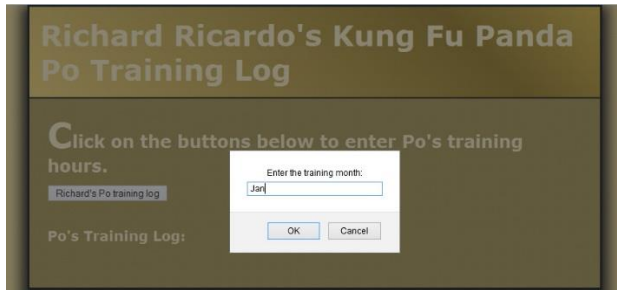 Richard Ricardo's Kung Fu Panda
Po Training Log
Click on the buttons below to enter Po's training
hours.
Enter the training month:
Jan
Richard's Po training log
OK
Cancel
Po's Training Log: